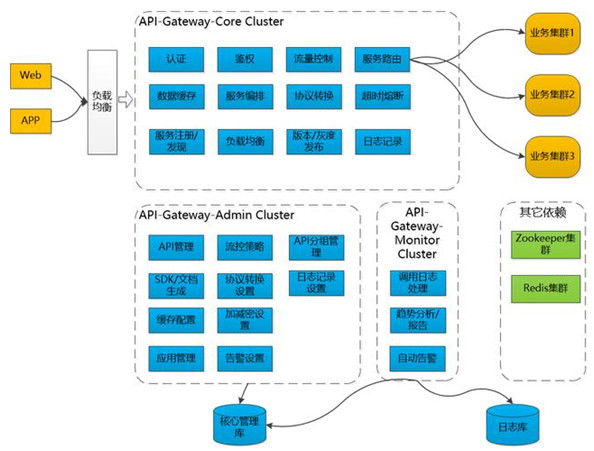 API-Gateway-Core Cluster
Web
APP
负载
均衡
认证
鉴权
流量控制
服务路由
数据缓存
服务编排
协议转换
超时|熔断
服务注册/
发现
负载均衡
版本/灰度
发布
日志记录
业务集群1
业务集群2
业务集群3
API-Gateway-Admin Cluster
API管理
流控策略
API分组管
理
SDK/文档
生成
协议转换
设置
日志记录
设置
缓存配置
加减密设
置
应用管理
告警设置
API-
Gateway-
Monitor
Cluster
调用日志
处理
趋势分析/
报告
自动告警
其它依赖
Zookeeper集
群
Redis集群
核心管理
库
日志库